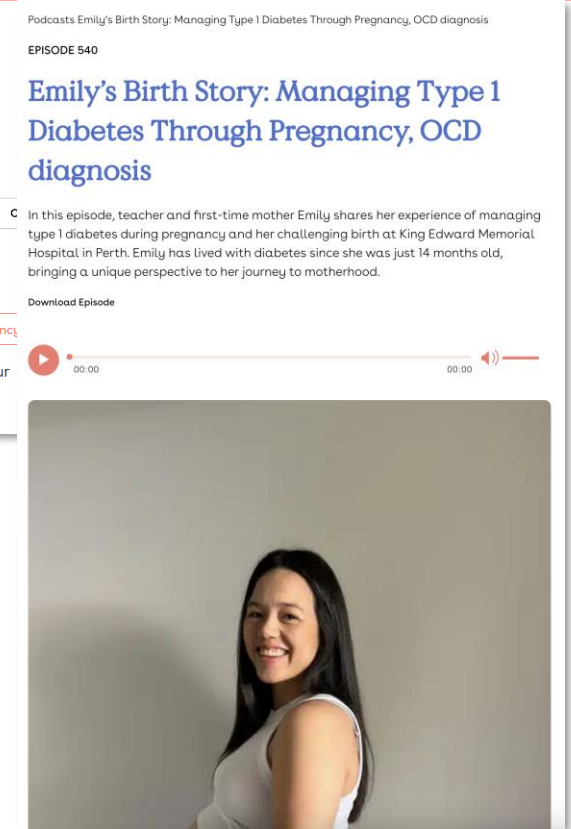 Podcasts Emily's Birth Story: Managing Type 1 Diabetes Through Pregnancy, OCD diagnosis
EPISODE 540
Emily's Birth Story: Managing Type 1
Diabetes Through Pregnancy, OCD
diagnosis
In this episode, teacher and first-time mother Emily shares her experience of managing
type 1 diabetes during pregnancy and her challenging birth at King Edward Memorial
Hospital in Perth. Emily has lived with diabetes since she was just 14 months old,
bringing a unique perspective to her journey to motherhood.
Download Episode
00:00
00:00